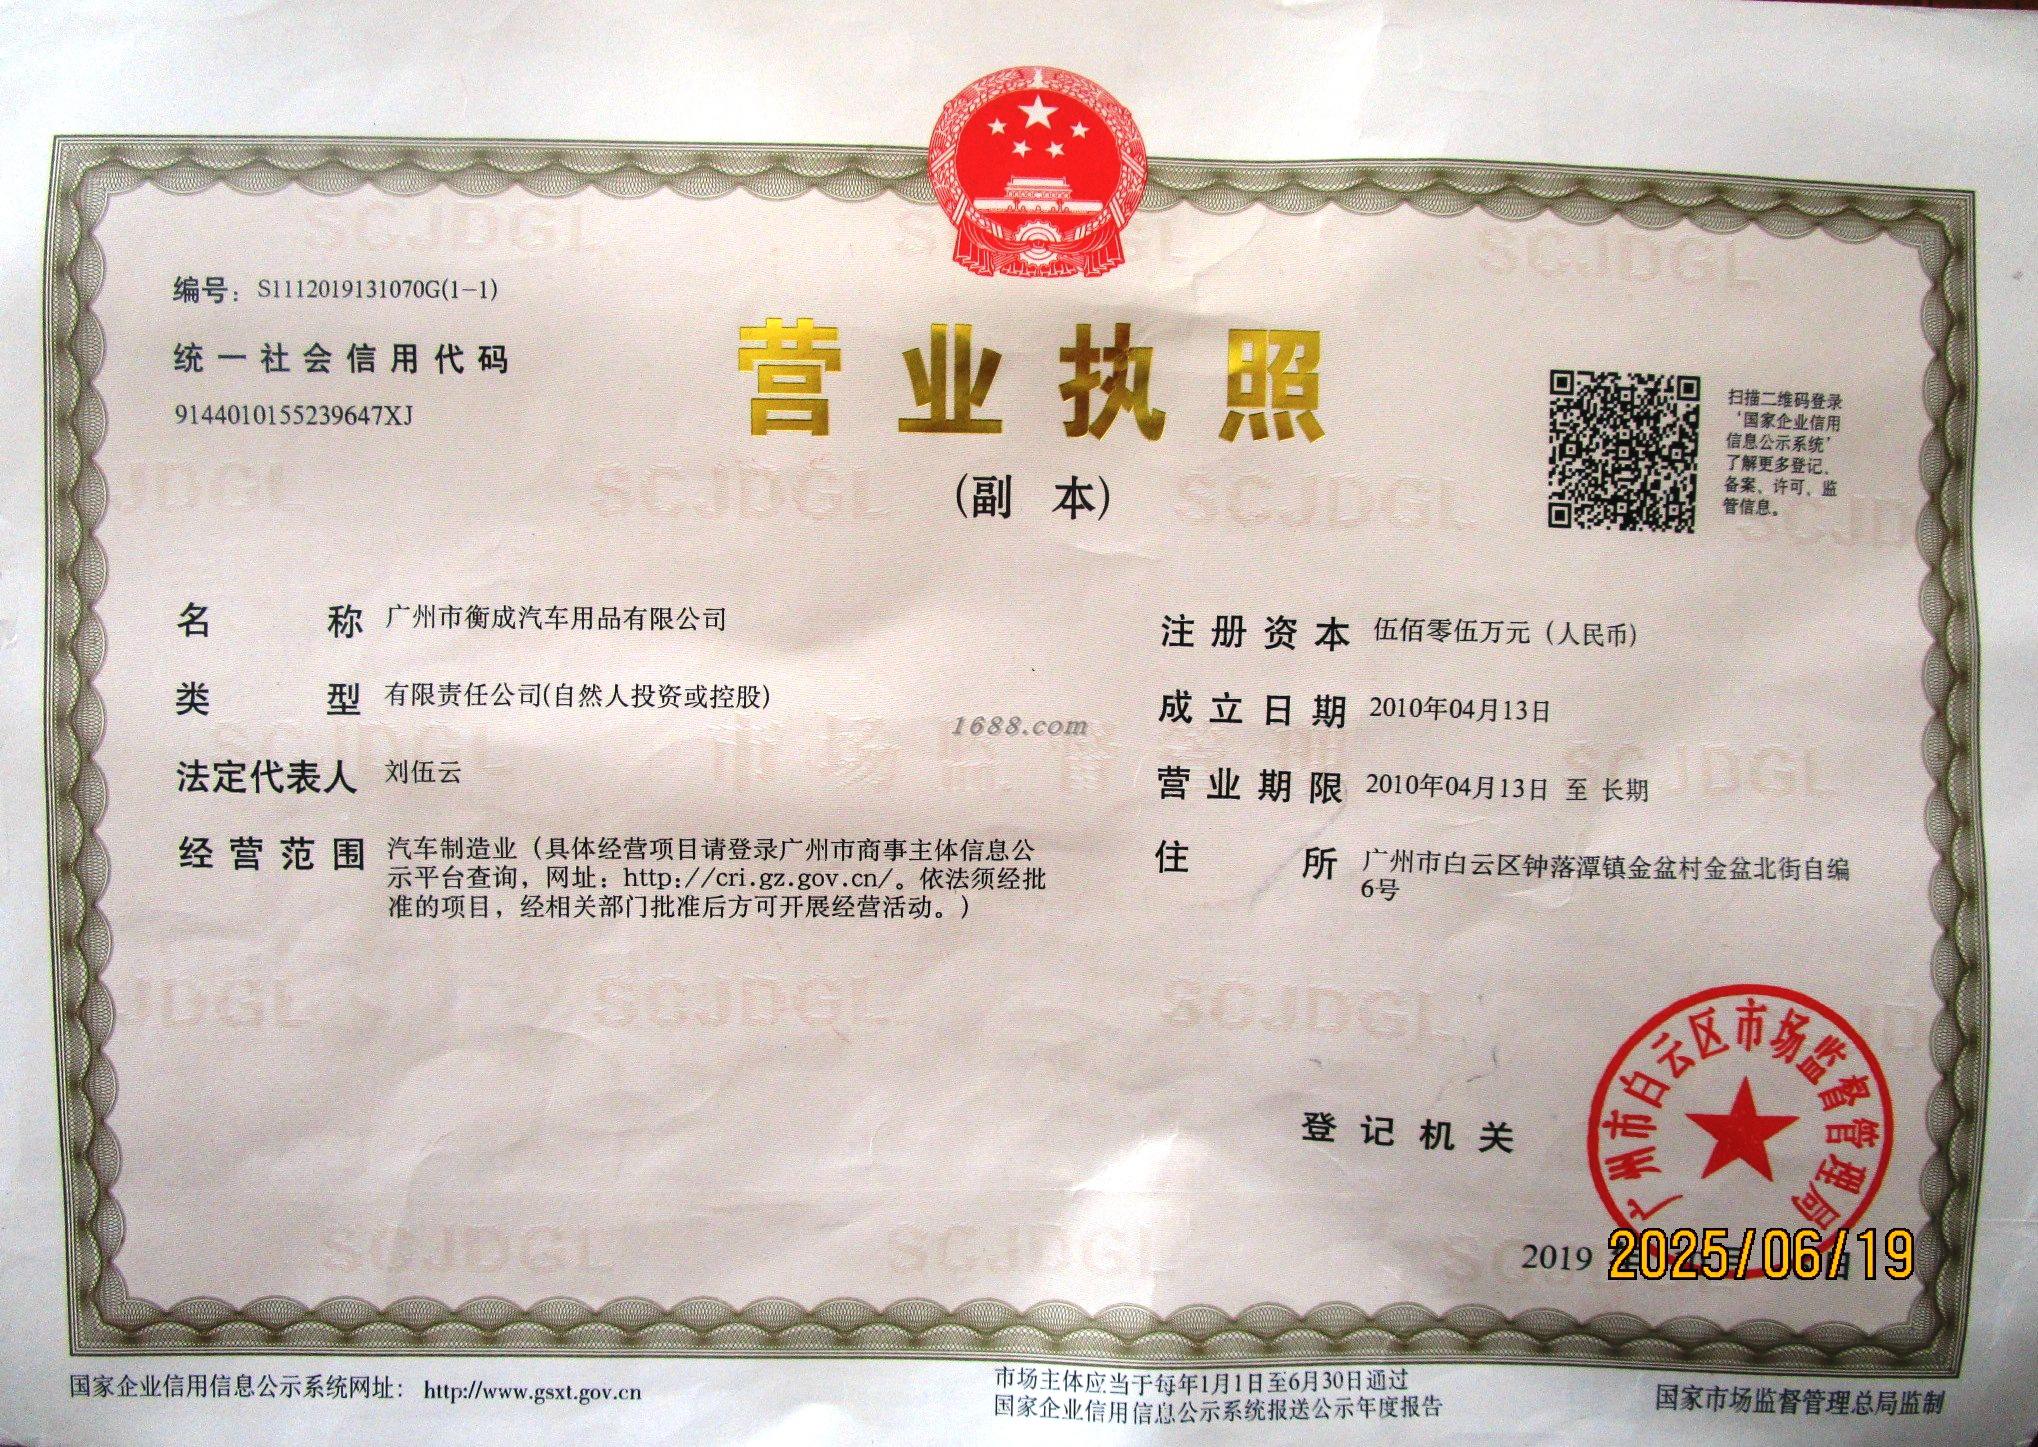 编号: S1112019131070G(1-1)
统一社会信用代码
9144010155239647XJ
营业执照
(副 本)
扫描二维码登录
‘国家企业信用
信息公示系统’
了解更多登记、
备案、许可、监
管信息。
名 称 广州市衡成汽车用品有限公司
类 型 有限责任公司(自然人投资或控股)
法定代表人 刘伍云
经营范围 汽车制造业（具体经营项目请登录广州市商事主体信息公
示平台查询，网址：http://cri.gz.gov.cn/。依法须经批
准的项目，经相关部门批准后方可开展经营活动。）
注册资本 伍佰零伍万元（人民币）
成立日期 2010年04月13日
营业期限 2010年04月13日 至 长期
住 所 广州市白云区钟落潭镇金盆村金盆北街自编
6号
1688.com
登记机关
广州市白云区市场监督管理局
2019
2025/06/19
国家企业信用信息公示系统网址： http://www.gsxt.gov.cn
市场主体应当于每年1月1日至6月30日通过
国家企业信用信息公示系统报送公示年度报告
国家市场监督管理总局监制